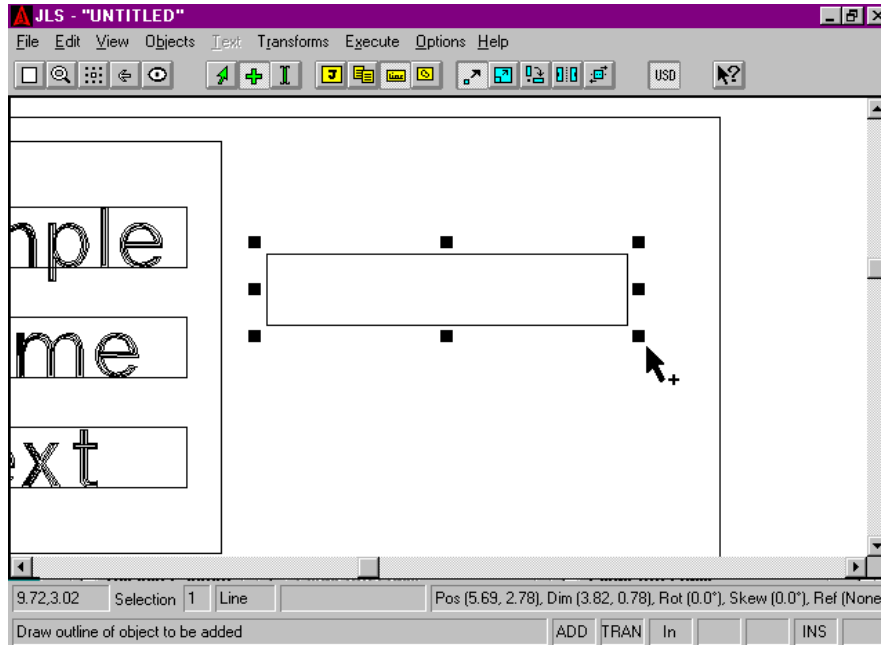 JLS - "UNTITLED"
File Edit View Objects Text Transforms Execute Options Help
J USD ?
mple
me
ext
9.72,3.02 Selection 1 Line Pos (5.69, 2.78), Dim (3.82, 0.78), Rot (0.0°), Skew (0.0°), Ref (None
Draw outline of object to be added ADD TRAN In INS